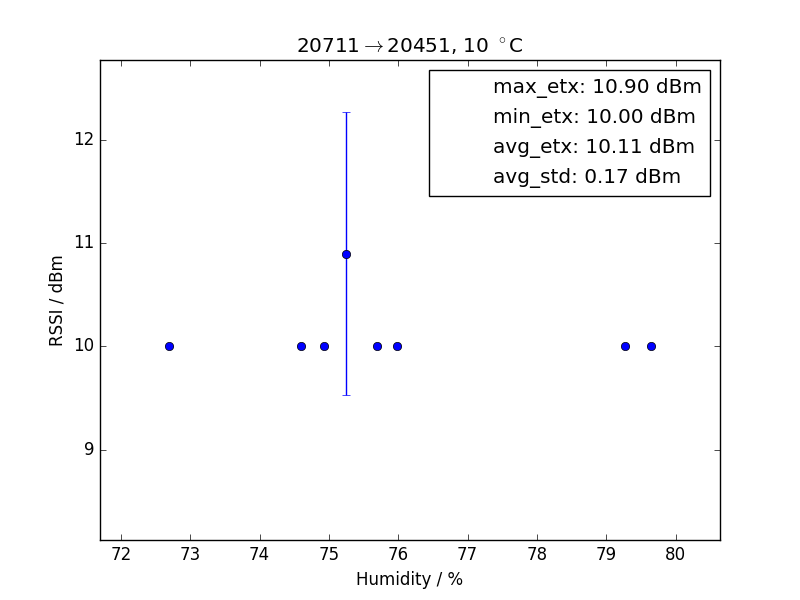 20711→20451, 10 °C
max_etx: 10.90 dBm
min_etx: 10.00 dBm
avg_etx: 10.11 dBm
avg_std: 0.17 dBm
12
11
10
9
RSSI / dBm
72 73 74 75 76 77 78 79 80
Humidity / %